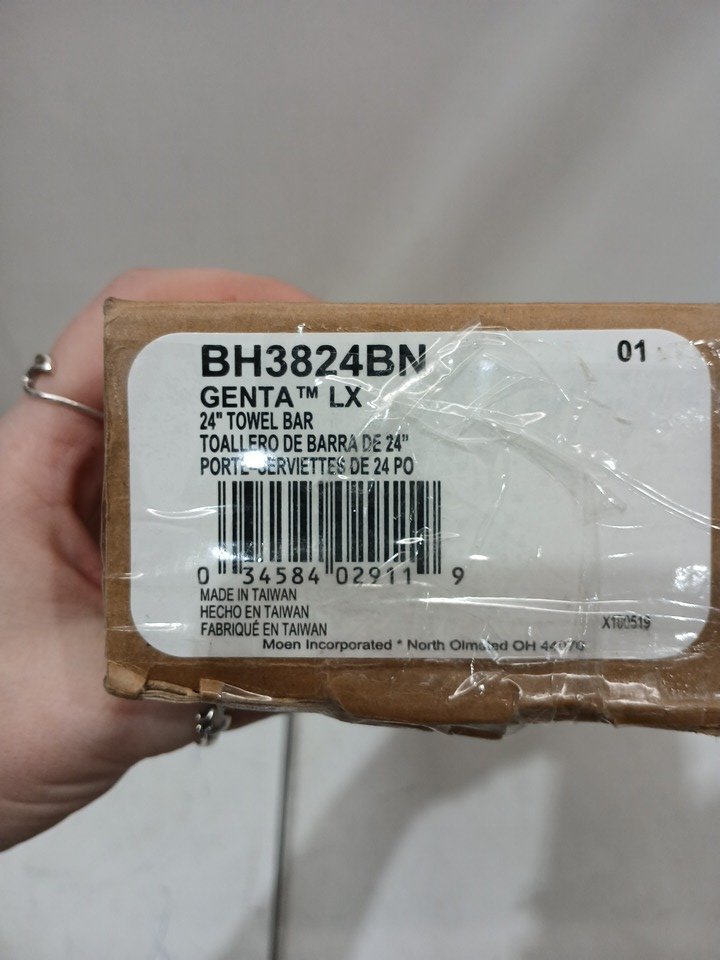 BH3824BN
01
GENTA™ LX
24" TOWEL BAR
TOALLERO DE BARRA DE 24"
PORTE-SERVIETTES DE 24 PO
0 34584 02911 9
MADE IN TAIWAN
HECHO EN TAIWAN
FABRIQUÉ EN TAIWAN
Moen Incorporated * North Olmsted OH 44070